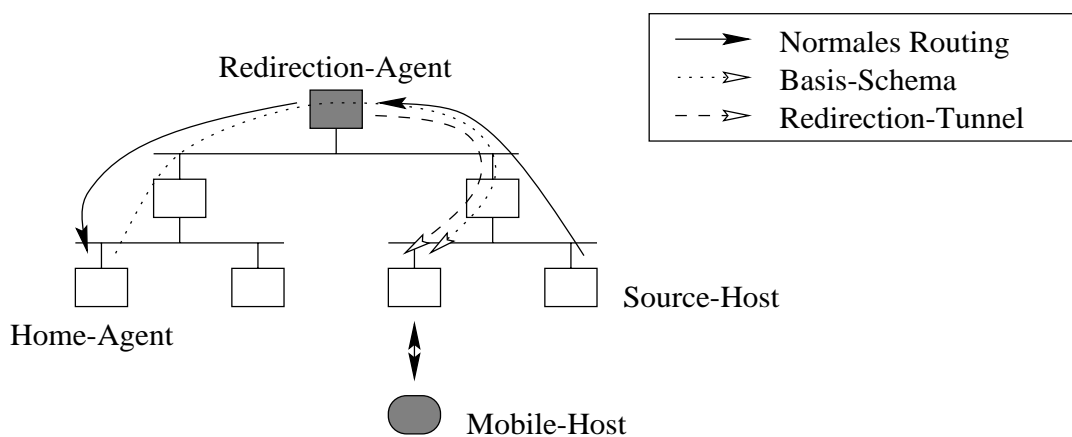 Normales Routing
Redirection-Agent
Basis-Schema
Redirection-Tunnel
Source-Host
Home-Agent
Mobile-Host